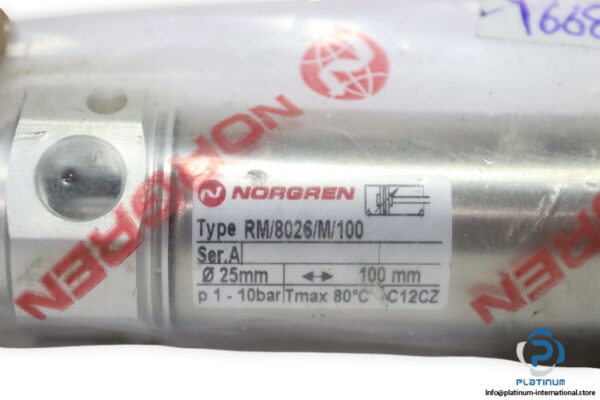 NORGREN
NORGREN
NORGREN
Type RM/8026/M/100
Ser.A
Ø 25mm ↔ 100 mm
p 1 - 10bar Tmax 80°C C12CZ
PLATINUM
Info@platinum-international.store